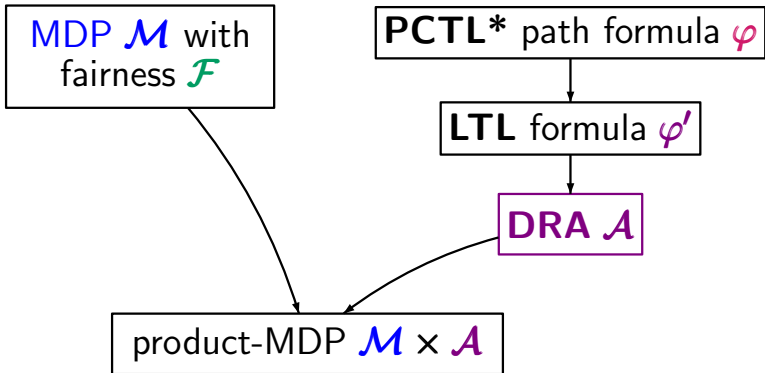 MDP 𝓜 with
fairness 𝓕
PCTL* path formula φ
LTL formula φ′
DRA 𝓐
product-MDP 𝓜 × 𝓐